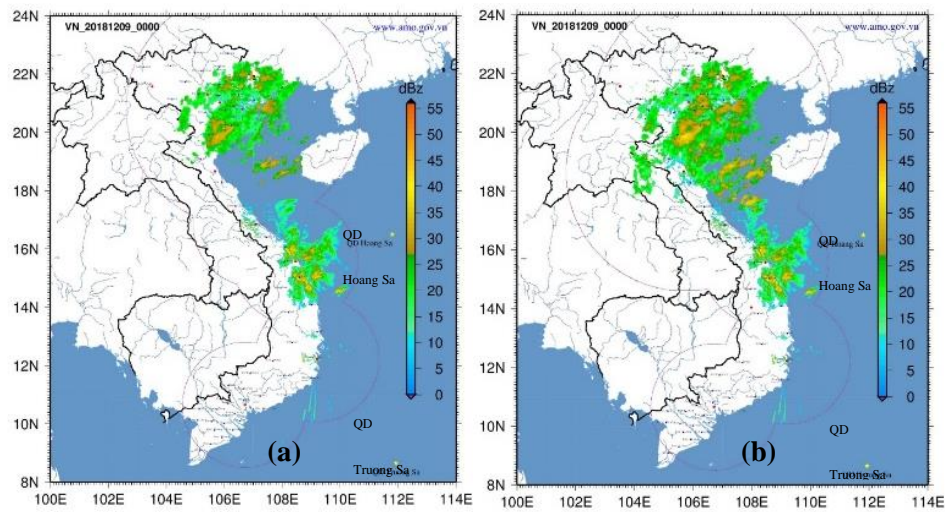 VN_20181209_0000
www.amo.gov.vn
dBz
55
50
45
40
35
30
25
20
15
10
5
0
24N
22N
20N
18N
16N
14N
12N
10N
8N
100E 102E 104E 106E 108E 110E 112E 114E
QD
QD Hoang Sa
Hoang Sa
QD
Truong Sa
(a)
VN_20181209_0000
www.amo.gov.vn
dBz
55
50
45
40
35
30
25
20
15
10
5
0
24N
22N
20N
18N
16N
14N
12N
10N
8N
100E 102E 104E 106E 108E 110E 112E 114E
QD
Hoang Sa
QD
Truong Sa
(b)